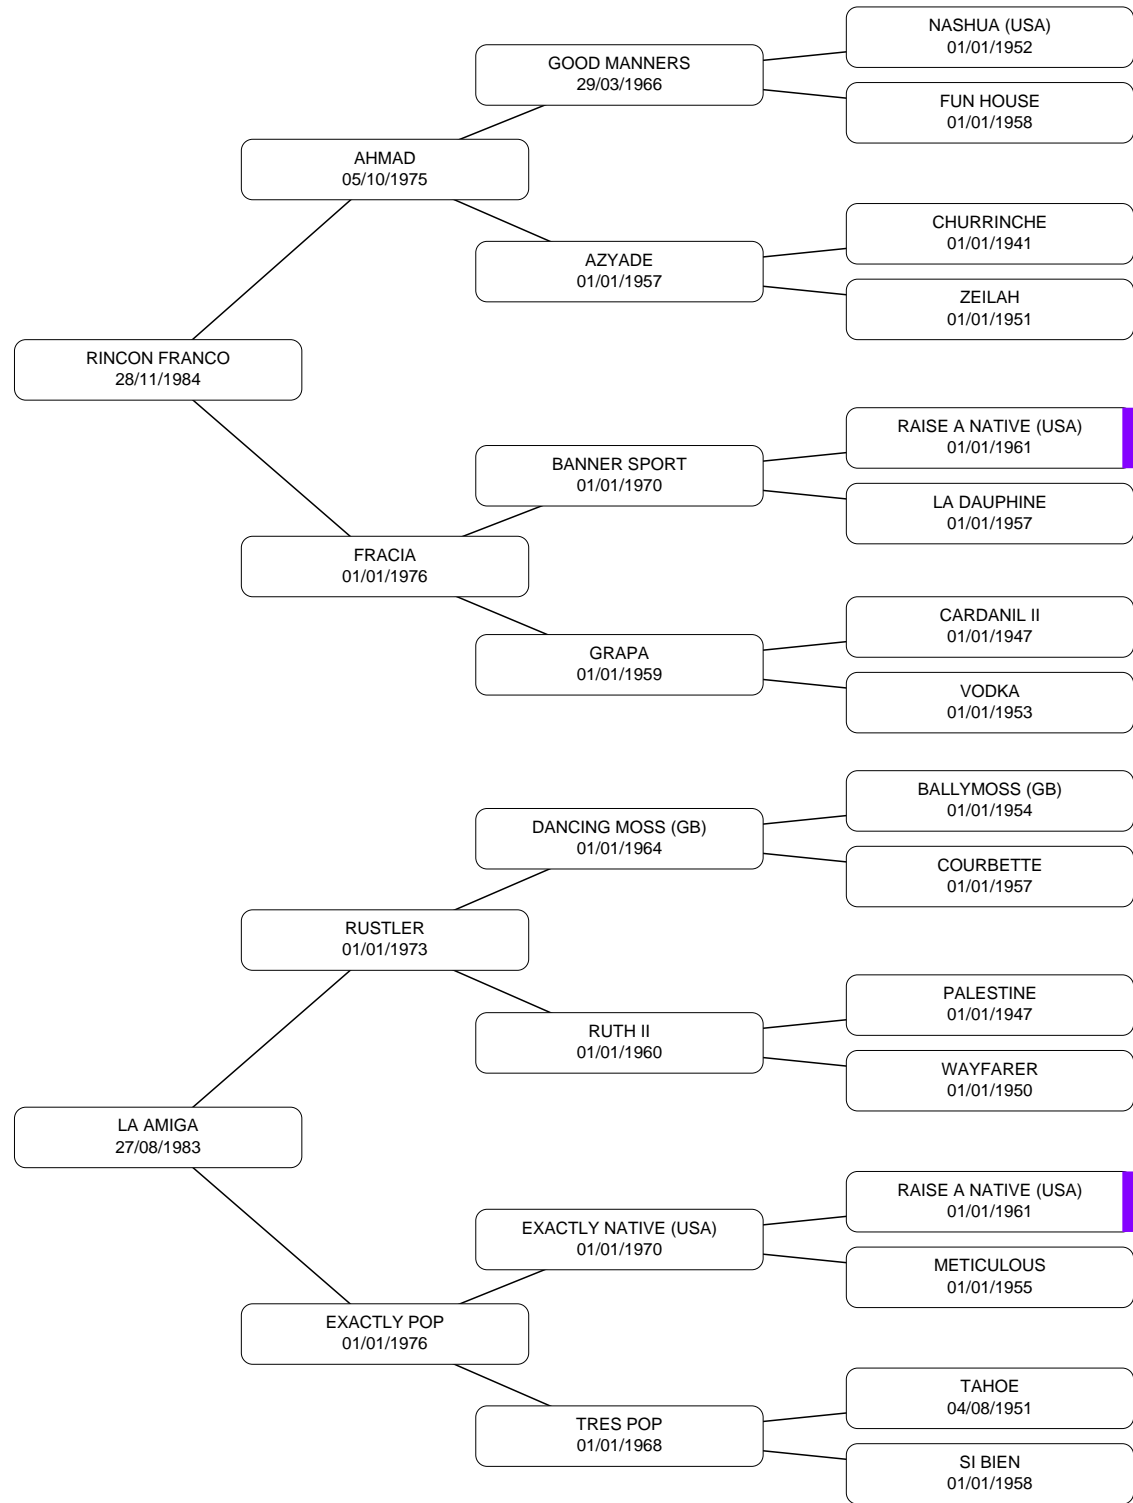 NASHUA (USA)
01/01/1952
GOOD MANNERS
29/03/1966
FUN HOUSE
01/01/1958
AHMAD
05/10/1975
CHURRINCHE
01/01/1941
AZYADE
01/01/1957
ZEILAH
01/01/1951
RINCON FRANCO
28/11/1984
RAISE A NATIVE (USA)
01/01/1961
BANNER SPORT
01/01/1970
LA DAUPHINE
01/01/1957
FRACIA
01/01/1976
CARDANIL II
01/01/1947
GRAPA
01/01/1959
VODKA
01/01/1953
BALLYMOSS (GB)
01/01/1954
DANCING MOSS (GB)
01/01/1964
COURBETTE
01/01/1957
RUSTLER
01/01/1973
PALESTINE
01/01/1947
RUTH II
01/01/1960
WAYFARER
01/01/1950
LA AMIGA
27/08/1983
RAISE A NATIVE (USA)
01/01/1961
EXACTLY NATIVE (USA)
01/01/1970
METICULOUS
01/01/1955
EXACTLY POP
01/01/1976
TAHOE
04/08/1951
TRES POP
01/01/1968
SI BIEN
01/01/1958